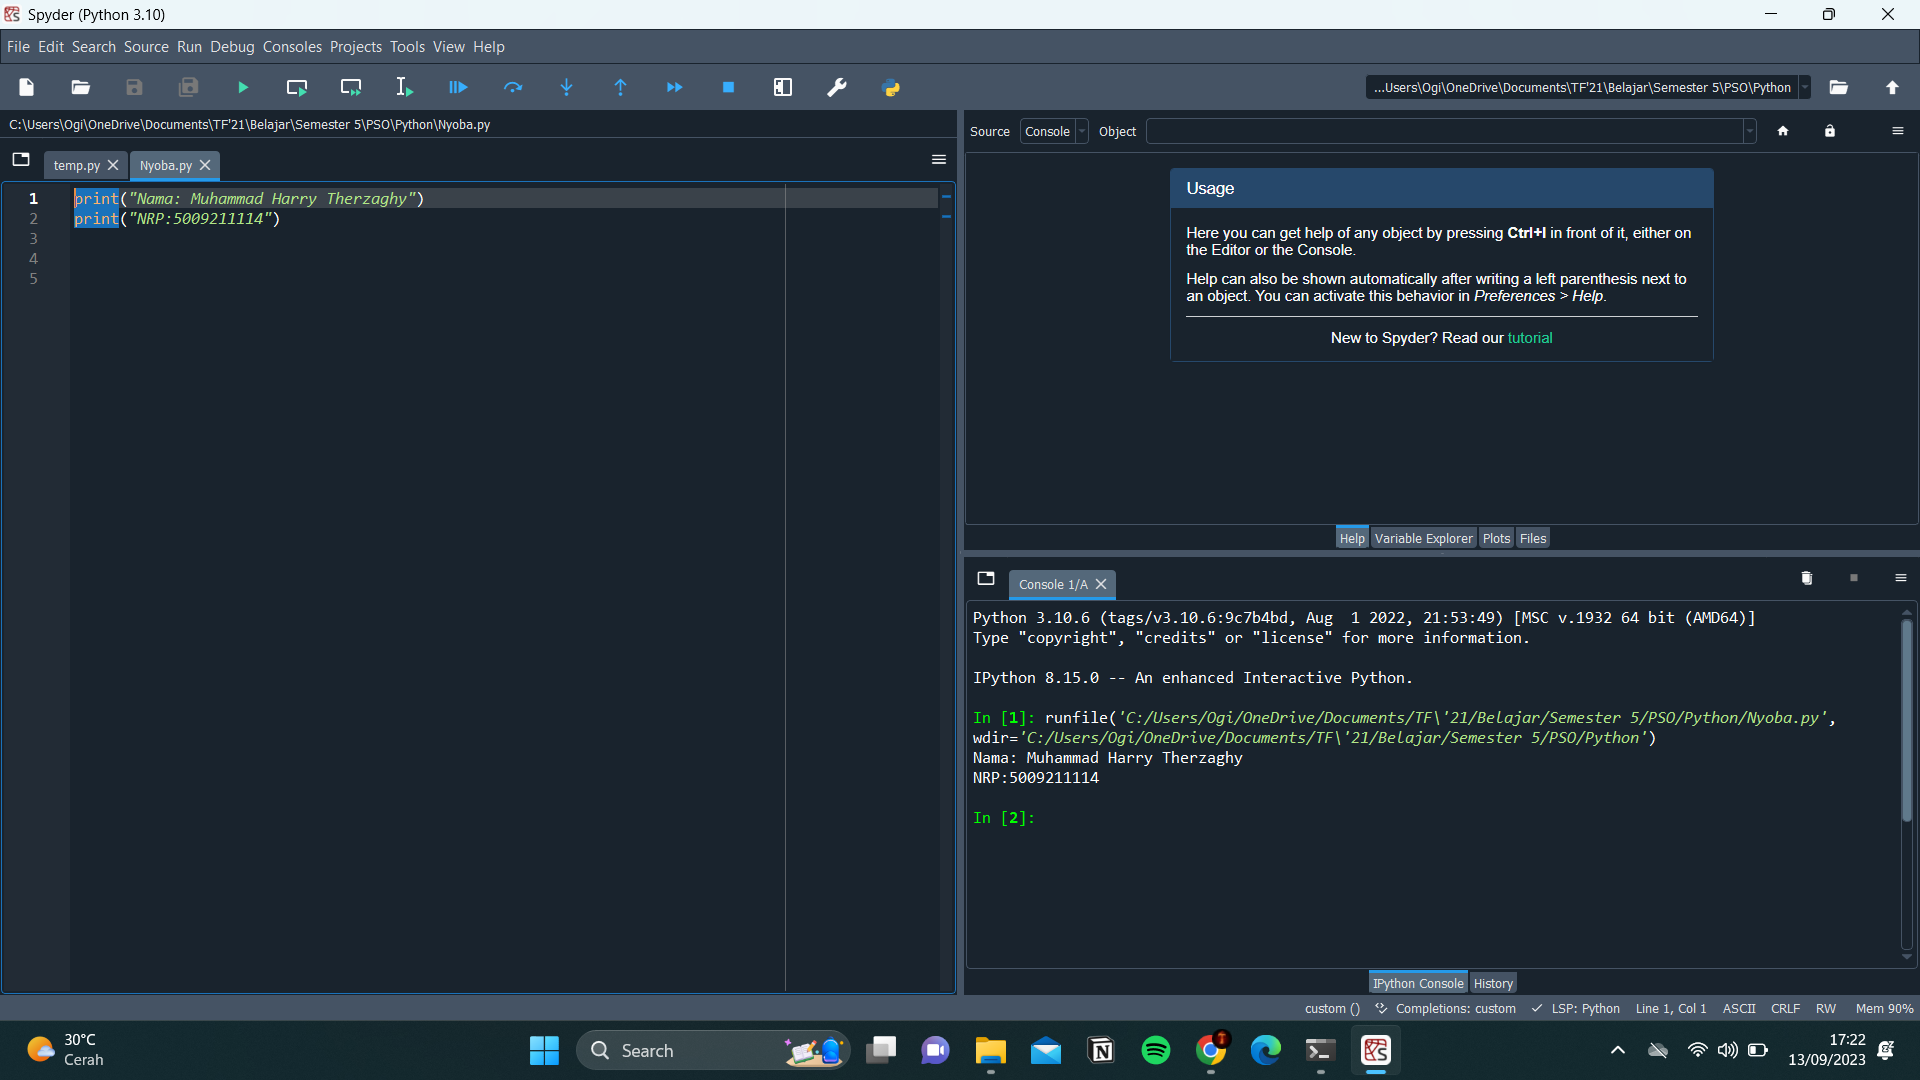 Spyder (Python 3.10)
File Edit Search Source Run Debug Consoles Projects Tools View Help
...Users\Ogi\OneDrive\Documents\TF'21\Belajar\Semester 5\PSO\Python
C:\Users\Ogi\OneDrive\Documents\TF'21\Belajar\Semester 5\PSO\Python\Nyoba.py
temp.py
Nyoba.py
1 print("Nama: Muhammad Harry Therzaghy")
2 print("NRP:5009211114")
3
4
5
Source Console Object
Usage
Here you can get help of any object by pressing Ctrl+I in front of it, either on
the Editor or the Console.
Help can also be shown automatically after writing a left parenthesis next to
an object. You can activate this behavior in Preferences > Help.
New to Spyder? Read our tutorial
Help Variable Explorer Plots Files
Console 1/A
Python 3.10.6 (tags/v3.10.6:9c7b4bd, Aug  1 2022, 21:53:49) [MSC v.1932 64 bit (AMD64)]
Type "copyright", "credits" or "license" for more information.
IPython 8.15.0 -- An enhanced Interactive Python.
In [1]: runfile('C:/Users/Ogi/OneDrive/Documents/TF\'21/Belajar/Semester 5/PSO/Python/Nyoba.py',
wdir='C:/Users/Ogi/OneDrive/Documents/TF\'21/Belajar/Semester 5/PSO/Python')
Nama: Muhammad Harry Therzaghy
NRP:5009211114
In [2]:
IPython Console History
custom () Completions: custom LSP: Python Line 1, Col 1 ASCII CRLF RW Mem 90%
30°C
Cerah
Search
17:22
13/09/2023